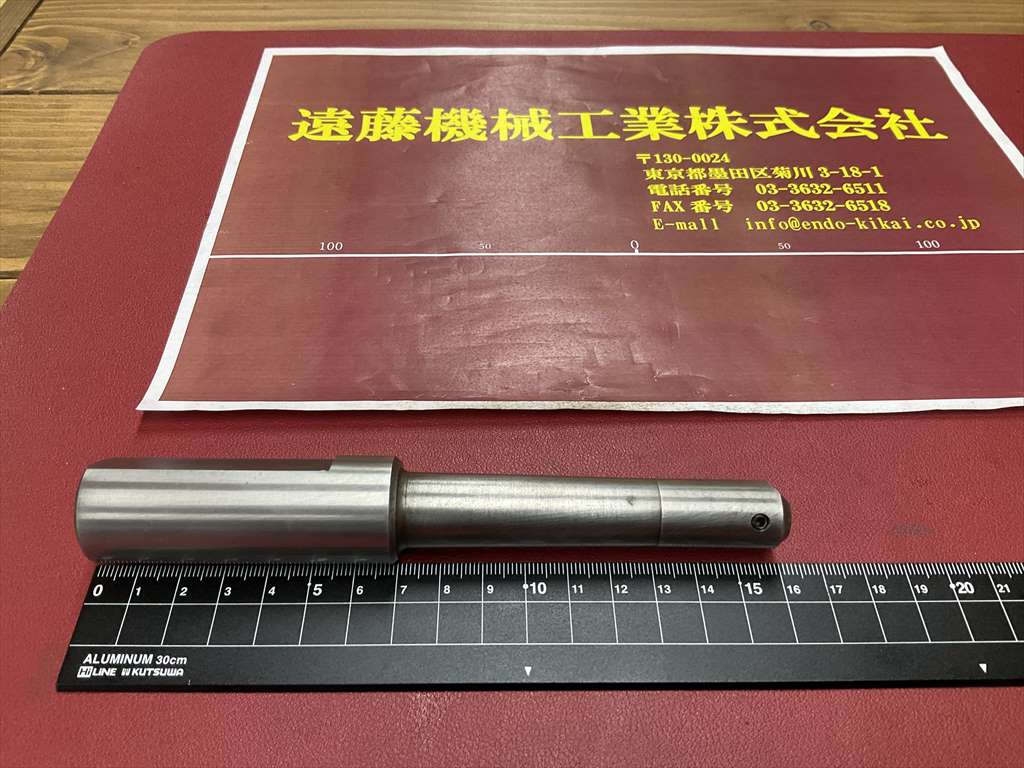 遠藤機械工業株式会社
〒130-0024
東京都墨田区菊川 3-18-1
電話番号 03-3632-6511
FAX 番号 03-3632-6518
E-mail info@endo-kikai.co.jp
100 50 0 50 100
0 1 2 3 4 5 6 7 8 9 10 11 12 13 14 15 16 17 18 19 20 21
ALUMINUM 30cm
Hi LINE KUTSUWA